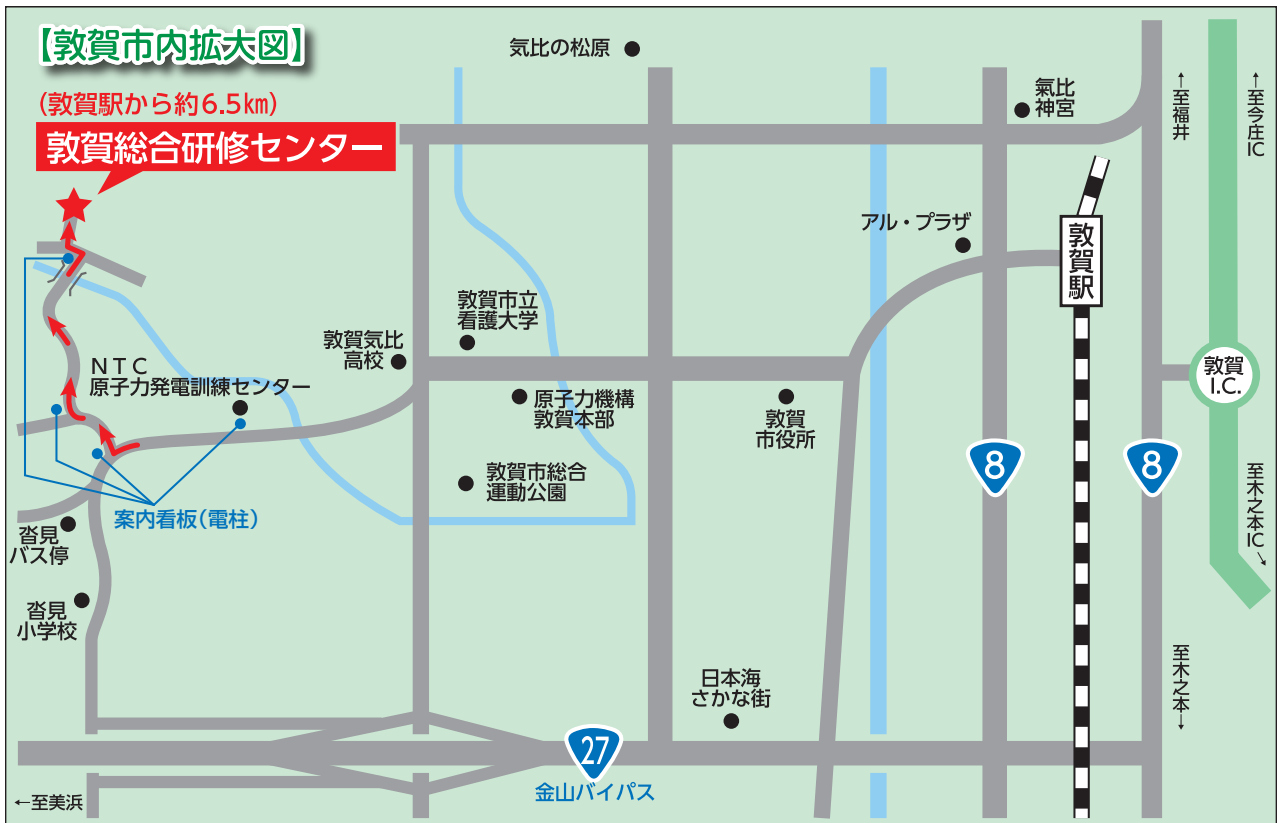 【敦賀市内拡大図】
(敦賀駅から約6.5㎞)
敦賀総合研修センター
気比の松原
氣比
神宮
←至福井
←至今庄IC
アル・プラザ
敦賀駅
敦賀市立
看護大学
敦賀気比
高校
NTC
原子力発電訓練センター
敦賀
I.C.
原子力機構
敦賀本部
敦賀
市役所
8
8
敦賀市総合
運動公園
案内看板(電柱)
至木之本IC→
沓見
バス停
沓見
小学校
至木之本→
日本海
さかな街
27
金山バイパス
←至美浜